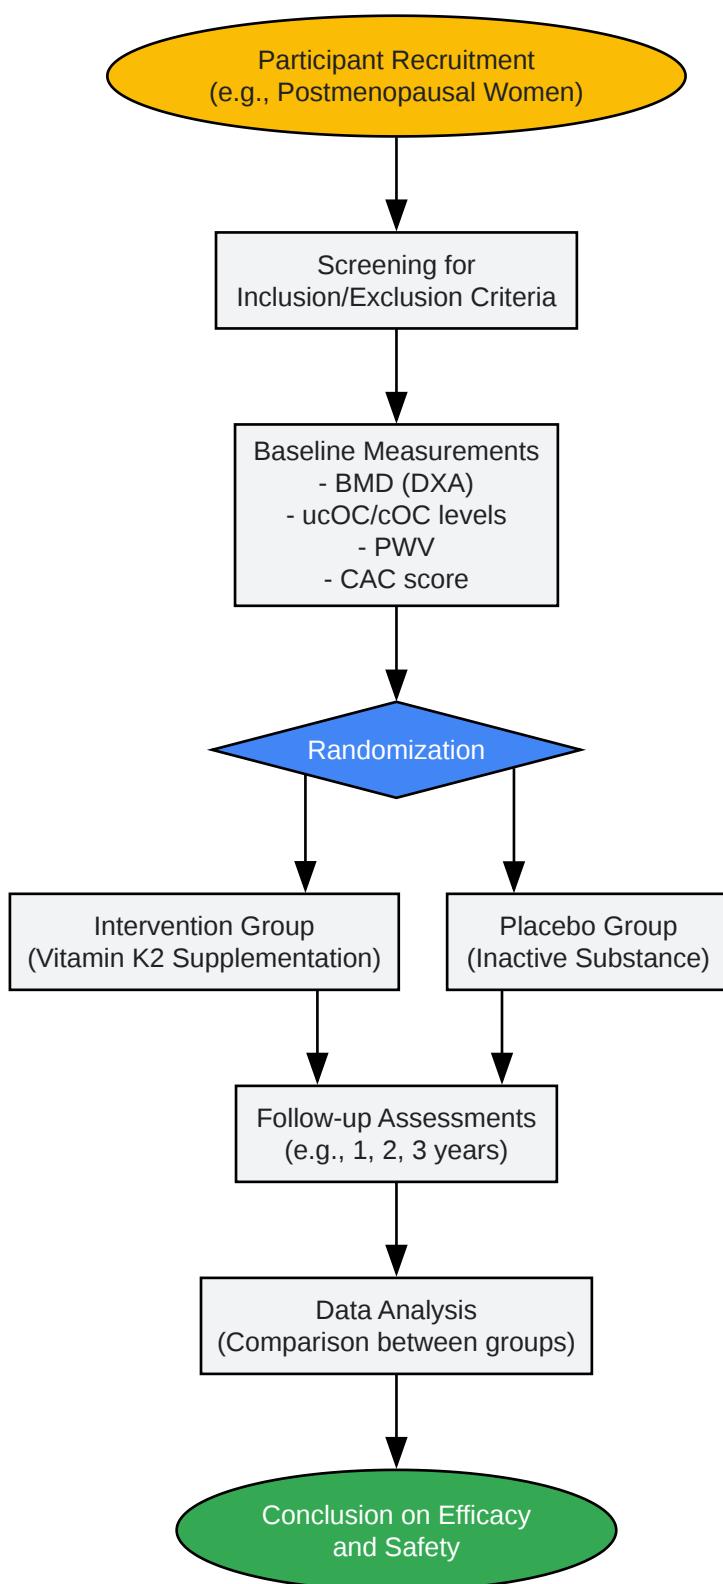 Participant Recruitment
(e.g., Postmenopausal Women)
Screening for
Inclusion/Exclusion Criteria
Baseline Measurements
- BMD (DXA)
- ucOC/cOC levels
- PWV
- CAC score
Randomization
Intervention Group
(Vitamin K2 Supplementation)
Placebo Group
(Inactive Substance)
Follow-up Assessments
(e.g., 1, 2, 3 years)
Data Analysis
(Comparison between groups)
Conclusion on Efficacy
and Safety